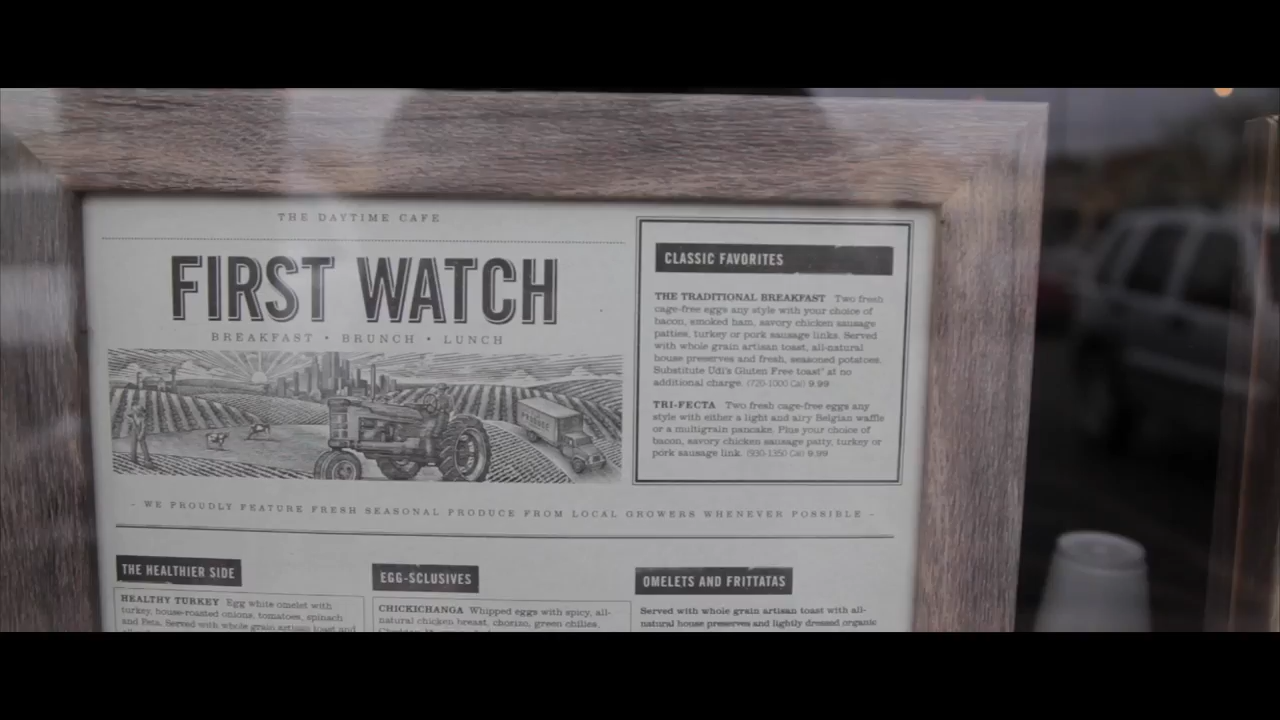 THE DAYTIME CAFE
FIRST WATCH
BREAKFAST • BRUNCH • LUNCH
PRODUCE
CLASSIC FAVORITES
THE TRADITIONAL BREAKFAST Two fresh
cage-free eggs any style with your choice of
bacon, smoked ham, savory chicken sausage
patties, turkey or pork sausage links. Served
with whole grain artisan toast, all-natural
house preserves and fresh, seasoned potatoes.
Substitute Udi's Gluten Free toast* at no
additional charge. (720-1000 Cal) 9.99
TRI-FECTA Two fresh cage-free eggs any
style with either a light and airy Belgian waffle
or a multigrain pancake. Plus your choice of
bacon, savory chicken sausage patty, turkey or
pork sausage link. (930-1350 Cal) 9.99
- WE PROUDLY FEATURE FRESH SEASONAL PRODUCE FROM LOCAL GROWERS WHENEVER POSSIBLE -
THE HEALTHIER SIDE
HEALTHY TURKEY Egg white omelet with
turkey, house-roasted onions, tomatoes, spinach
and Feta. Served with whole grain artisan toast and
EGG-SCLUSIVES
CHICKICHANGA Whipped eggs with spicy, all-
natural chicken breast, chorizo, green chilies,
OMELETS AND FRITTATAS
Served with whole grain artisan toast with all-
natural house preserves and lightly dressed organic